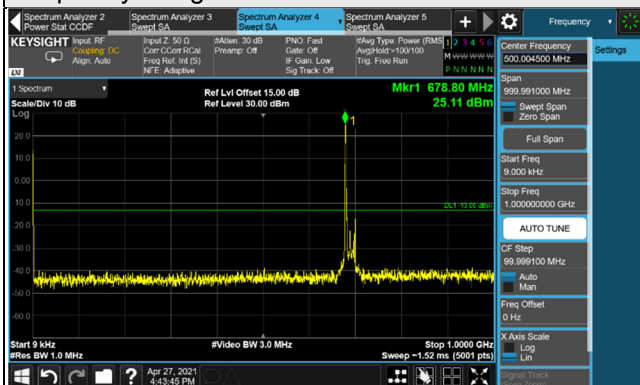 Spectrum Analyzer 2
Power Stat CCDF
Spectrum Analyzer 3
Swept SA
Spectrum Analyzer 4
Swept SA
Spectrum Analyzer 5
Swept SA
Frequency
KEYSIGHT
Input: RF
Coupling: DC
Align: Auto
Input Z: 50 Ω
Corr CCorr RCal
Freq Ref: Int (S)
NFE: Adaptive
#Atten: 30 dB
Preamp: Off
PNO: Fast
Gate: Off
IF Gain: Low
Sig Track: Off
#Avg Type: Power (RMS)
Avg|Hold:>100/100
Trig: Free Run
1 2 3 4 5 6
M W W W W W
P N N N N N
LXI
1 Spectrum
Scale/Div 10 dB
Log
Ref Lvl Offset 15.00 dB
Ref Level 30.00 dBm
Mkr1 678.80 MHz
25.11 dBm
1
20.0
10.0
0.00
-20.0
-30.0
-40.0
-60.0
DL1 -13.00 dBm
Start 9 kHz
#Res BW 1.0 MHz
#Video BW 3.0 MHz
Stop 1.0000 GHz
Sweep ~1.52 ms (5001 pts)
Center Frequency
500.004500 MHz
Settings
Span
999.991000 MHz
Swept Span
Zero Span
Full Span
Start Freq
9.000 kHz
Stop Freq
1.000000000 GHz
AUTO TUNE
CF Step
99.999100 MHz
Auto
Man
Freq Offset
0 Hz
X Axis Scale
Log
Lin
Signal Track
Apr 27, 2021
4:43:45 PM